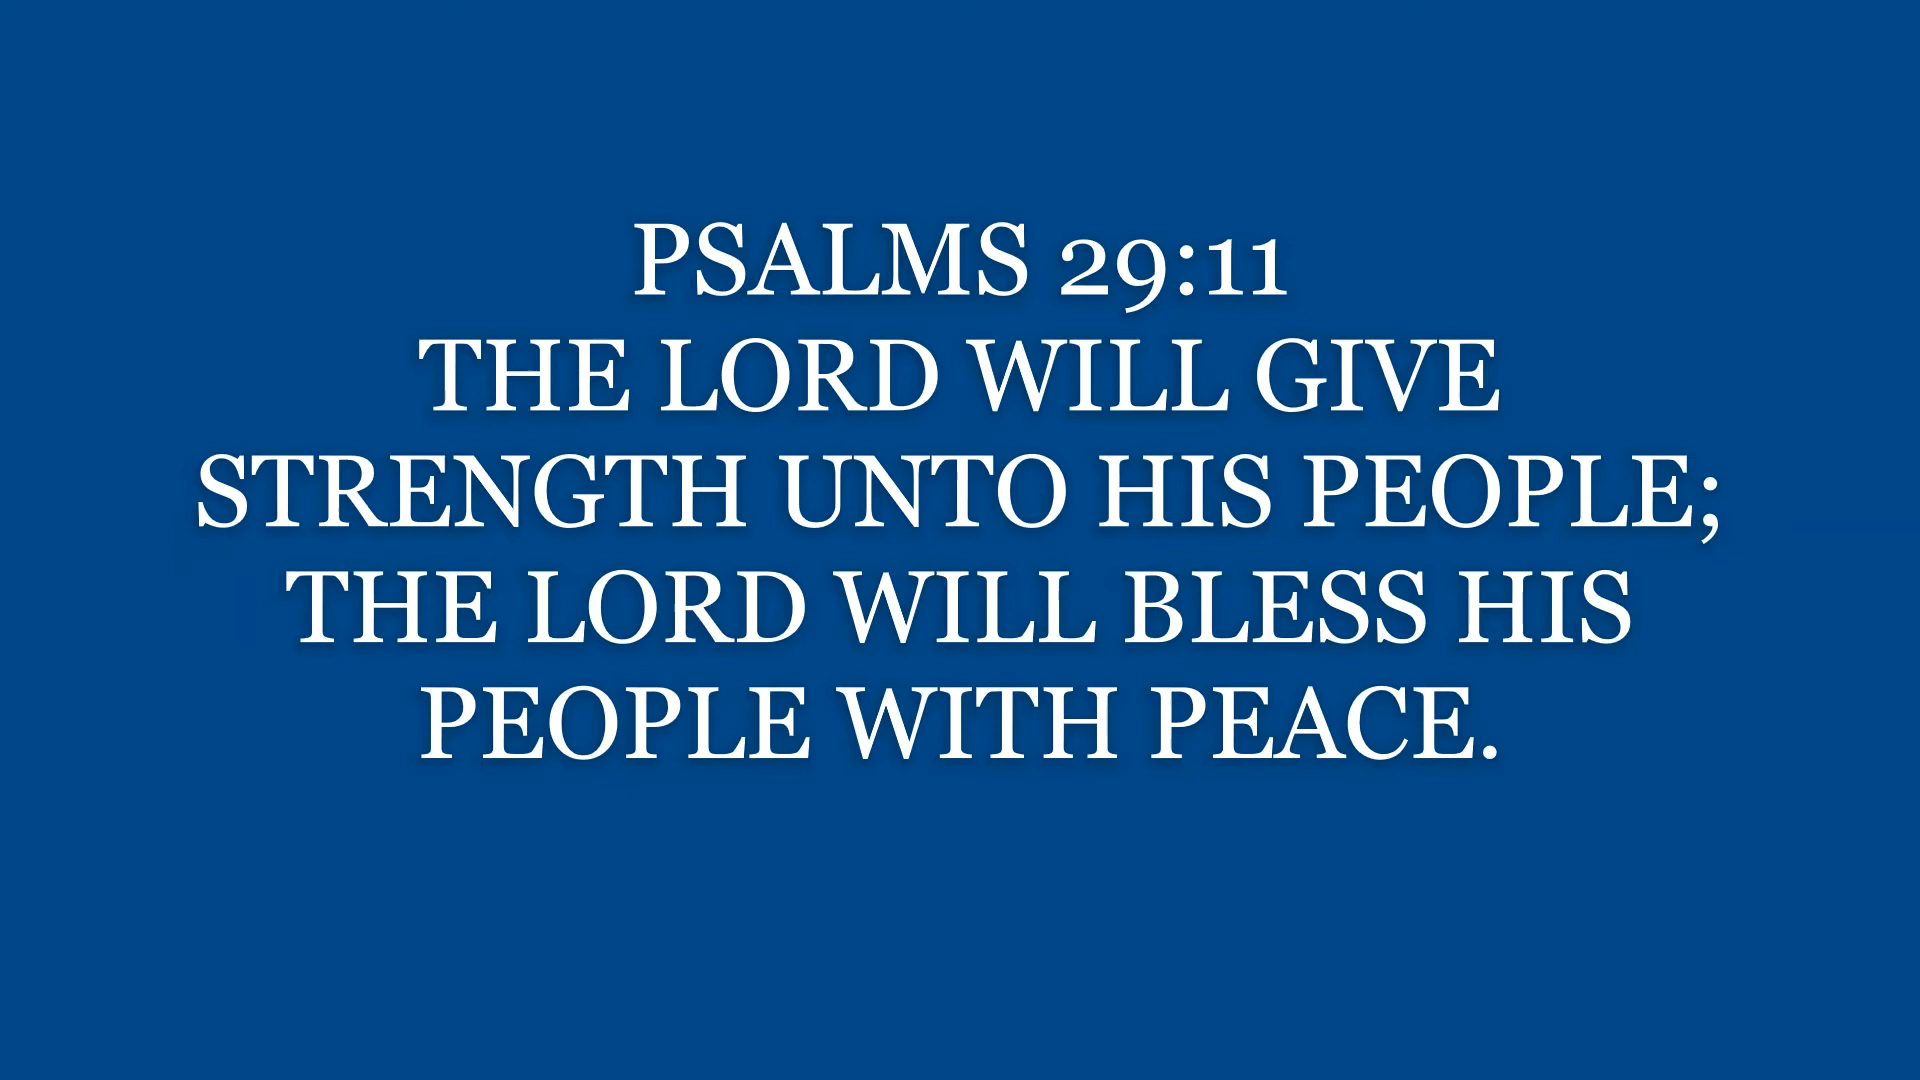 PSALMS 29:11
THE LORD WILL GIVE
STRENGTH UNTO HIS PEOPLE;
THE LORD WILL BLESS HIS
PEOPLE WITH PEACE.